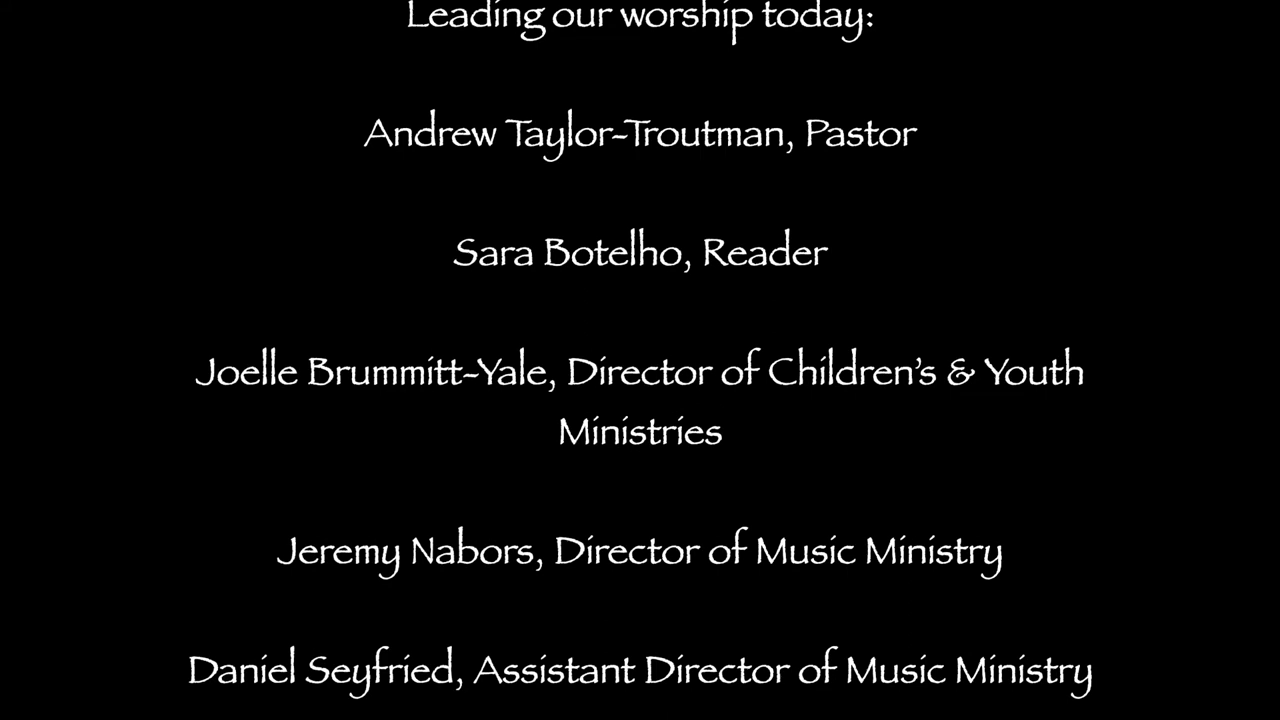 Leading our worship today:
Andrew Taylor-Troutman, Pastor
Sara Botelho, Reader
Joelle Brummitt-Yale, Director of Children's & Youth
Ministries
Jeremy Nabors, Director of Music Ministry
Daniel Seyfried, Assistant Director of Music Ministry